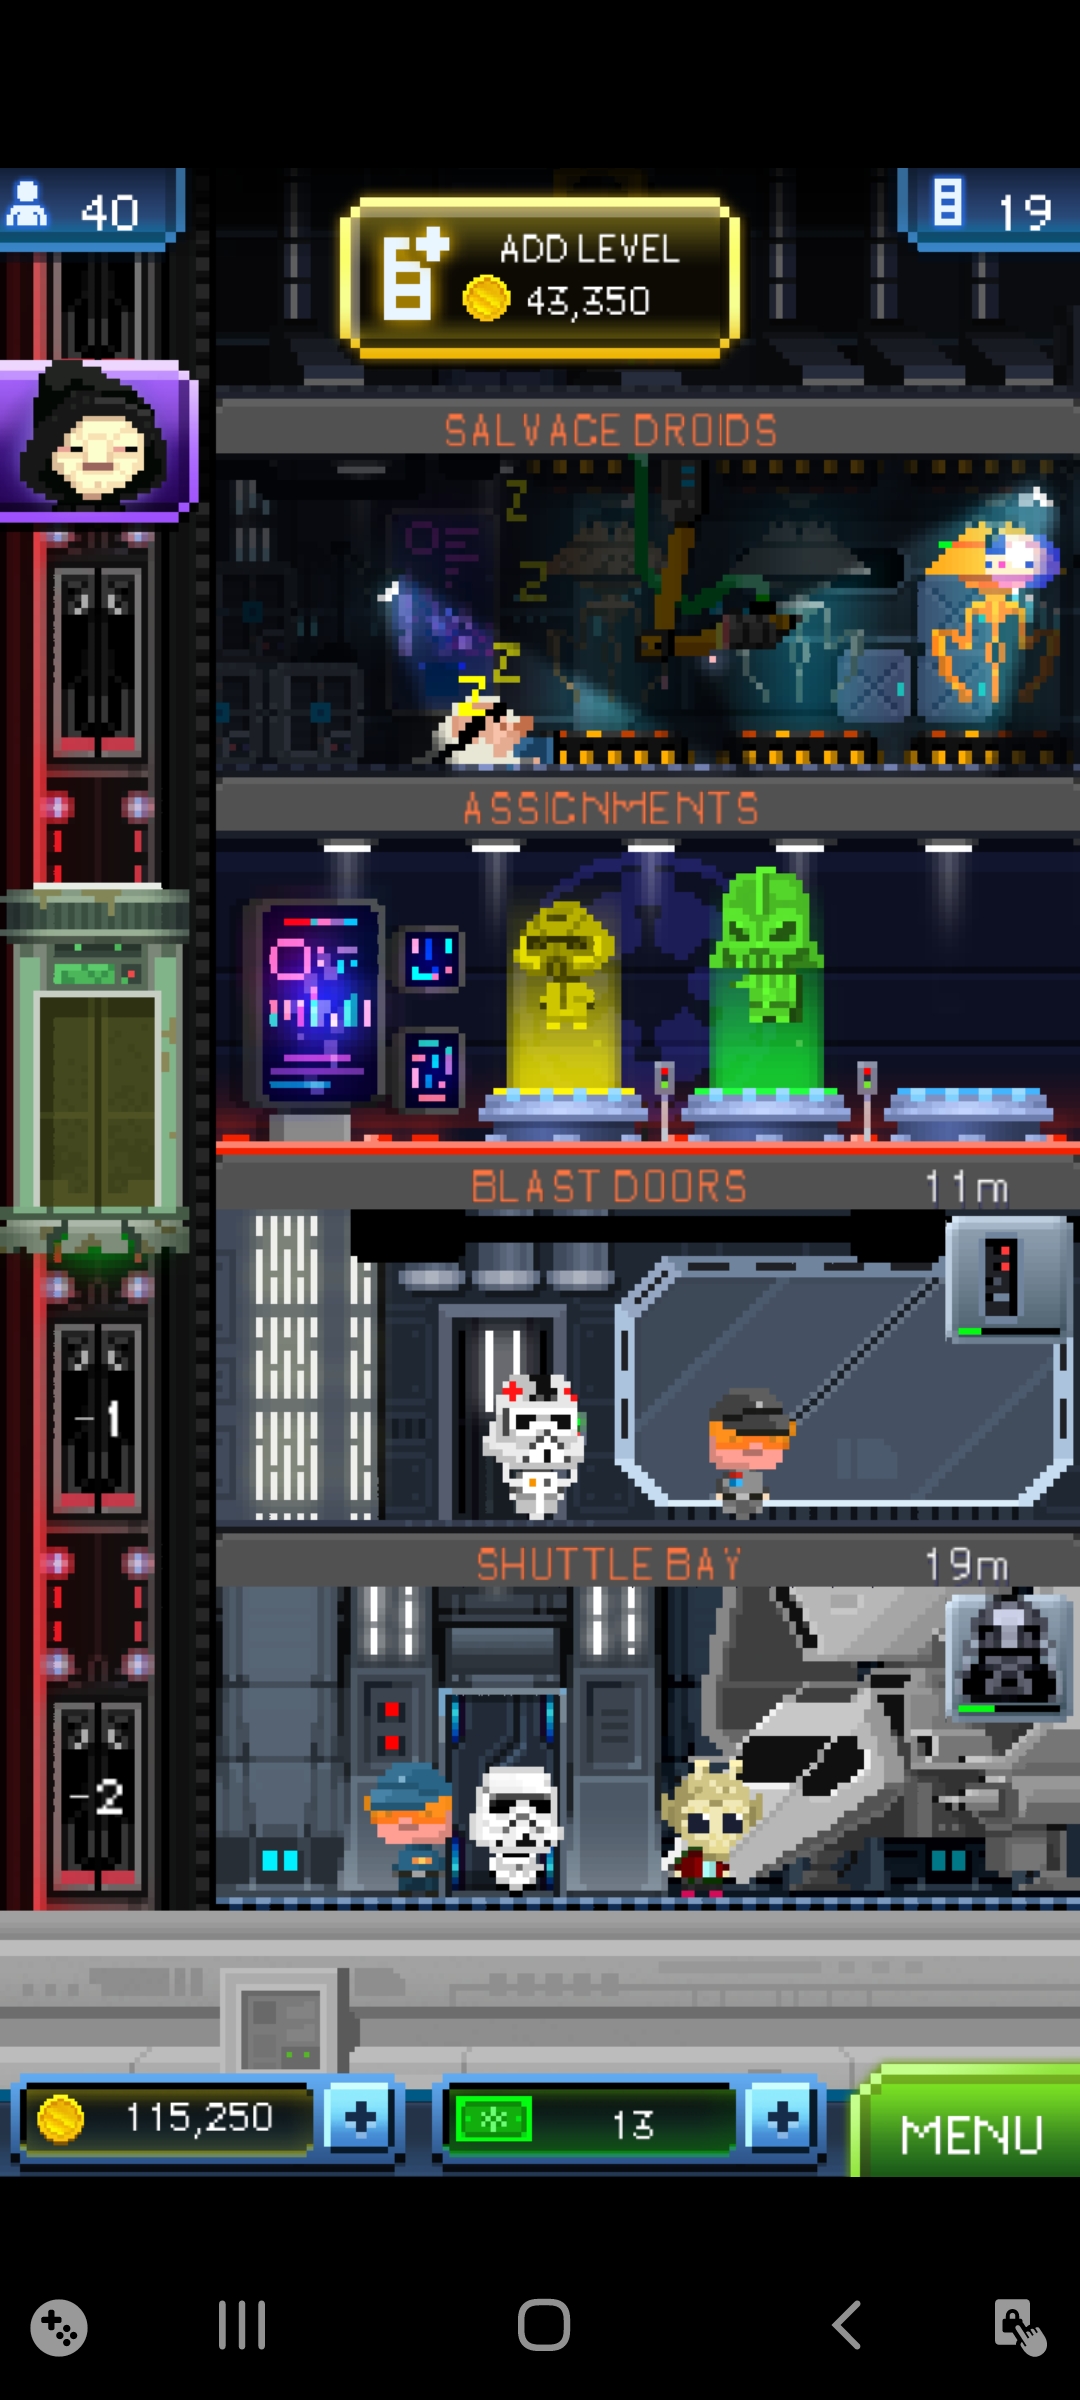 40
ADD LEVEL
43,350
19
SALVAGE DROIDS
Z
Z
Z
Z
ASSIGNMENTS
BLAST DOORS
11m
-1
SHUTTLE BAY
19m
-2
115,250
13
MENU